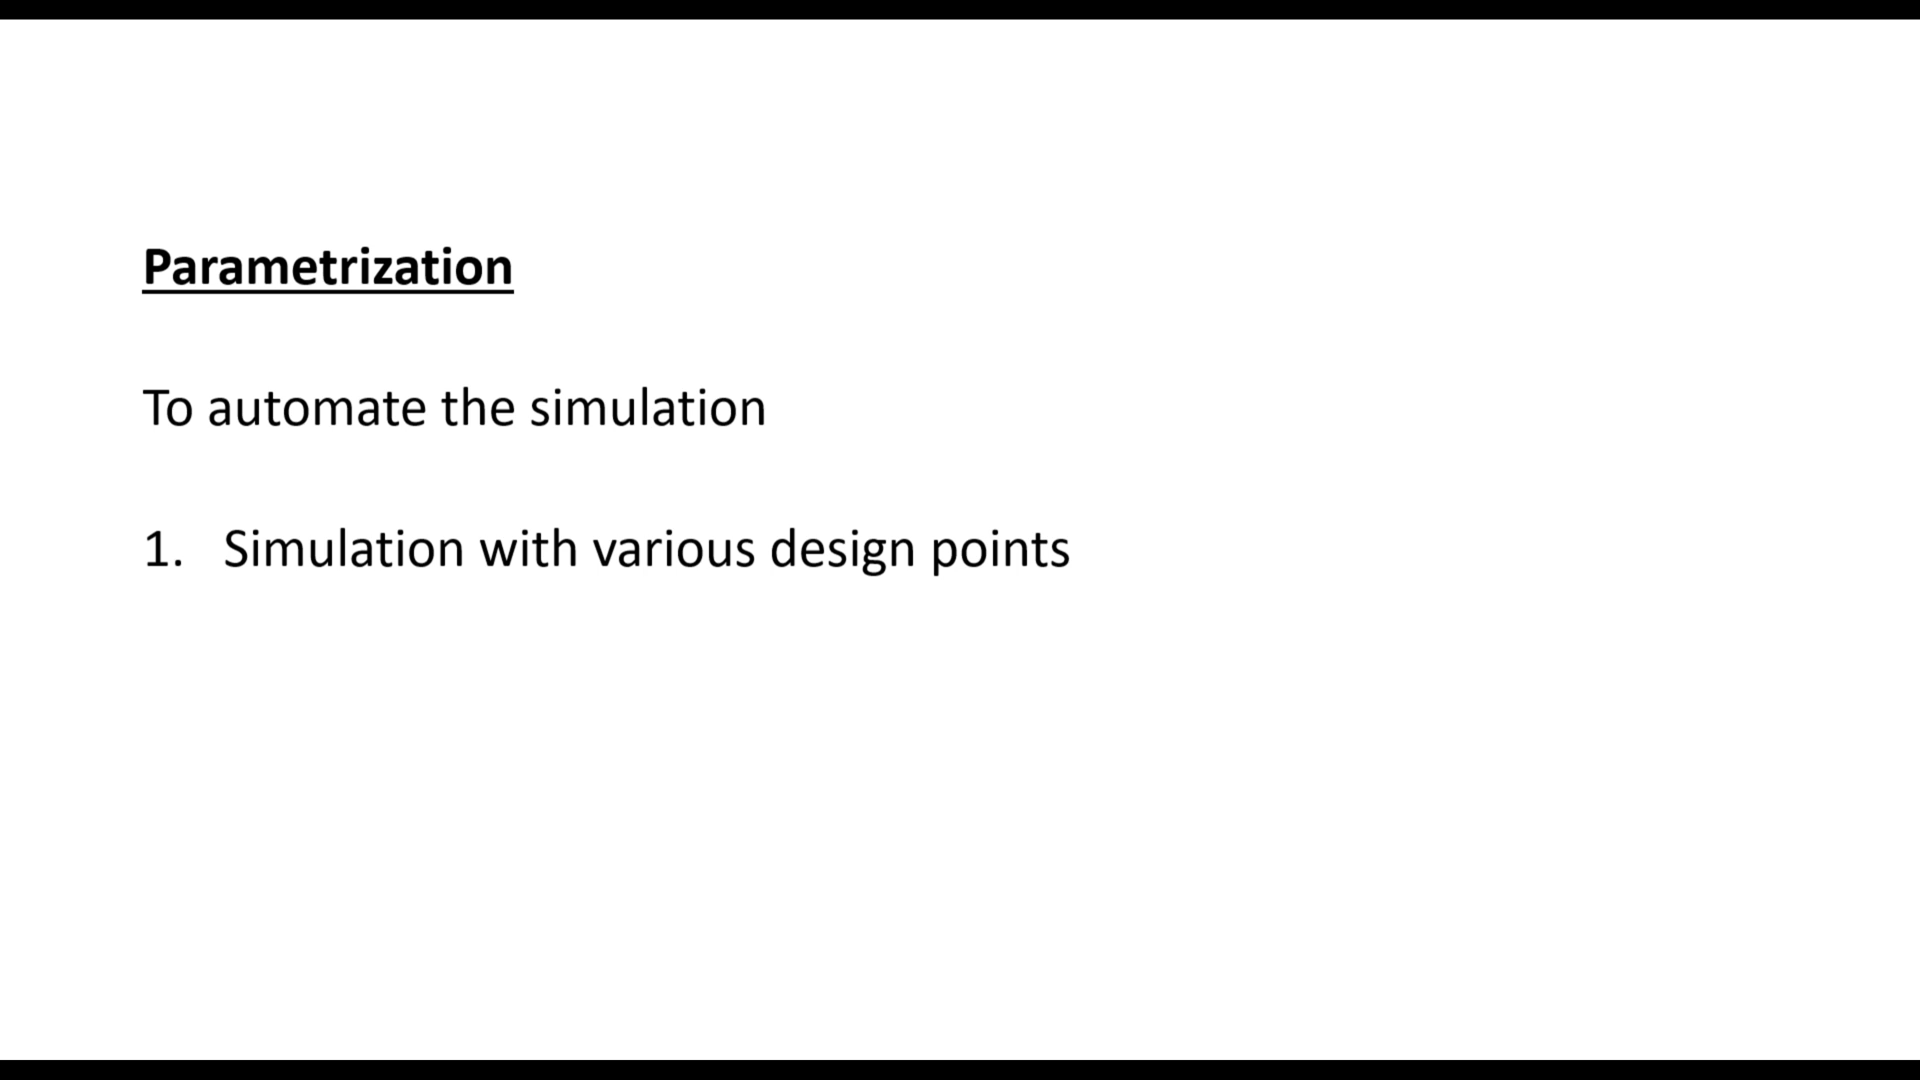 Parametrization
To automate the simulation
1. Simulation with various design points